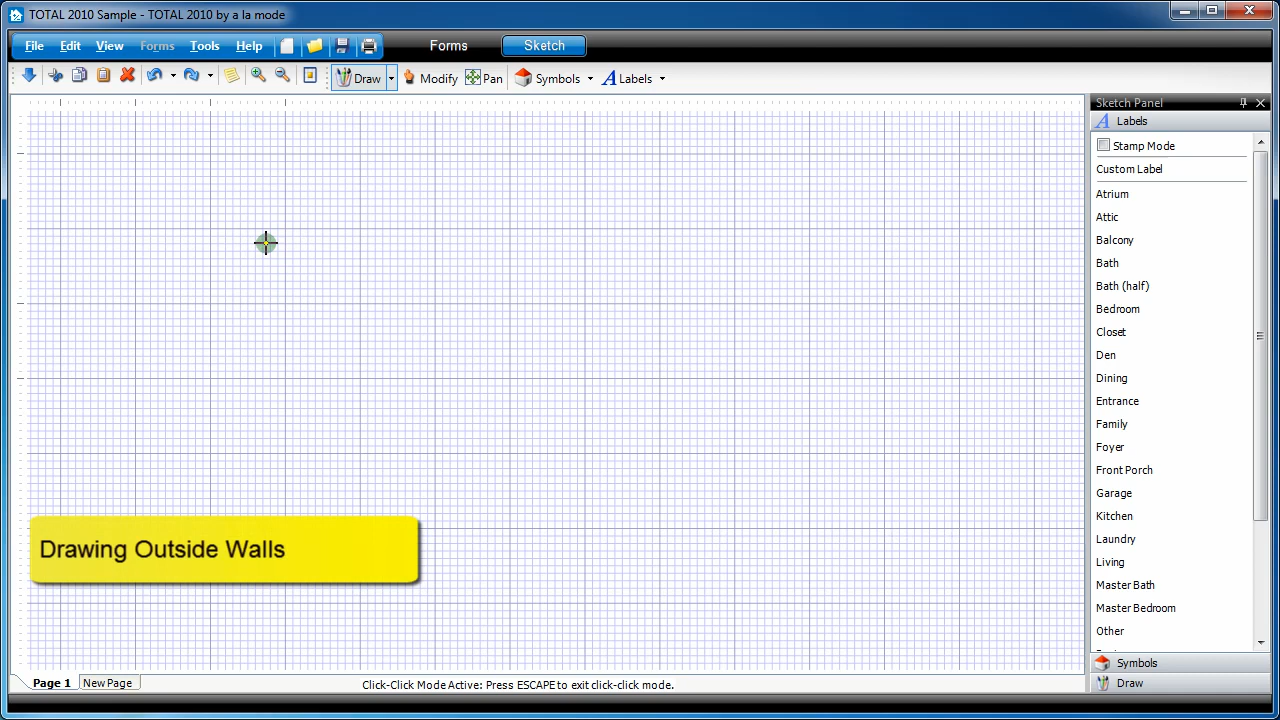 TOTAL 2010 Sample - TOTAL 2010 by a la mode
File Edit View Forms Tools Help Forms Sketch
Draw Modify Pan Symbols A Labels
Sketch Panel
A Labels
Stamp Mode
Custom Label
Atrium
Attic
Balcony
Bath
Bath (half)
Bedroom
Closet
Den
Dining
Entrance
Family
Foyer
Front Porch
Garage
Kitchen
Laundry
Living
Master Bath
Master Bedroom
Other
Drawing Outside Walls
Symbols
Draw
Page 1 New Page Click-Click Mode Active: Press ESCAPE to exit click-click mode.